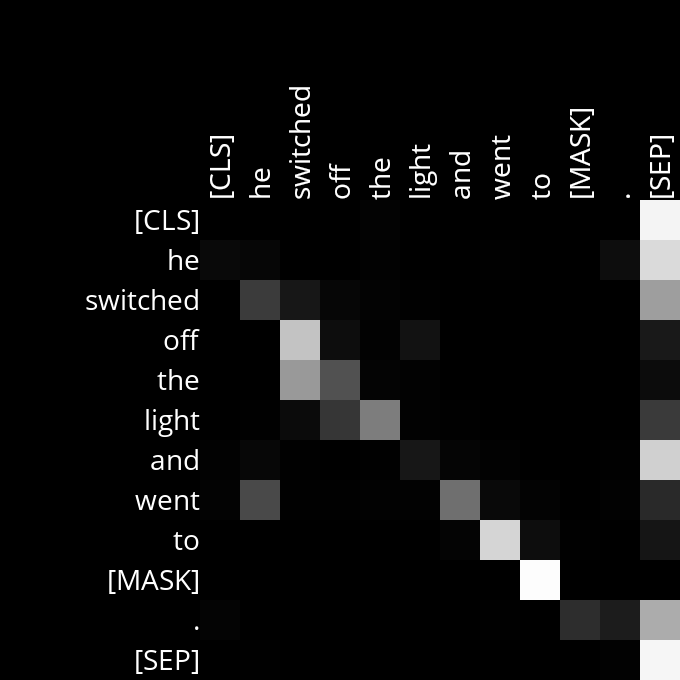 [CLS] he switched off the light and went to [MASK] . [SEP]
[CLS]
he
switched
off
the
light
and
went
to
[MASK]
.
[SEP]